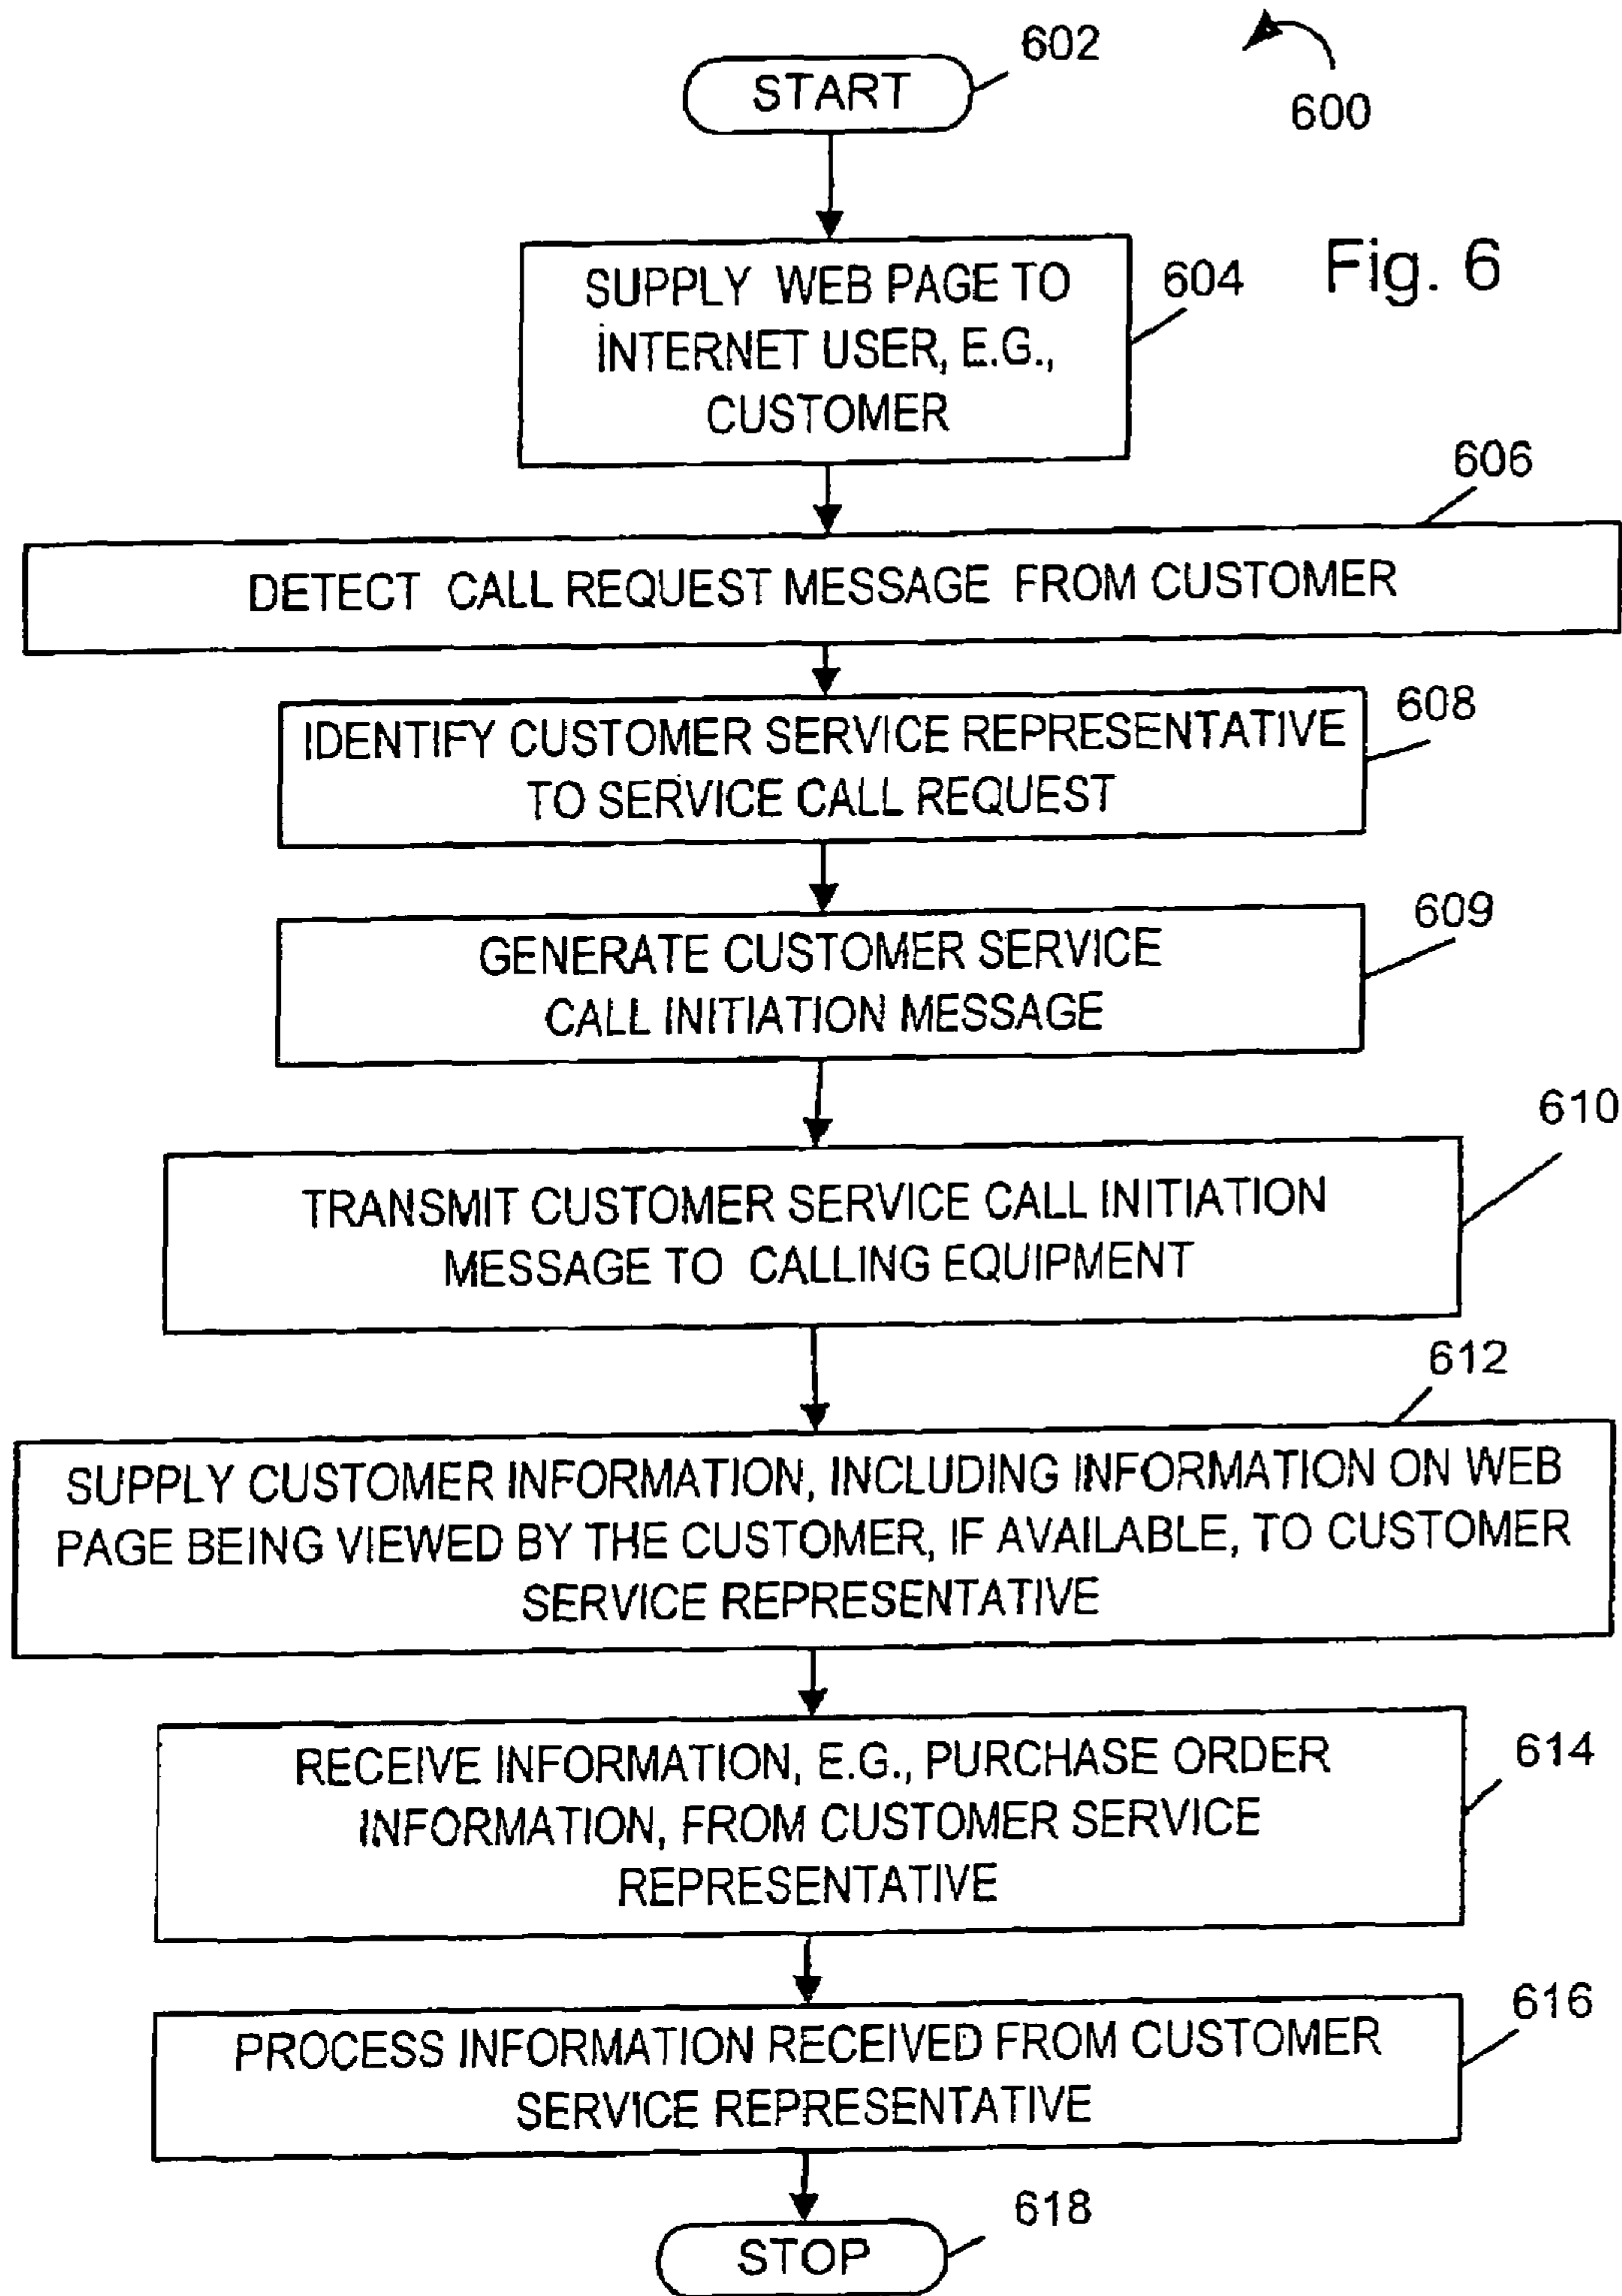 602
START
600
Fig. 6
604
SUPPLY WEB PAGE TO
INTERNET USER, E.G.,
CUSTOMER
606
DETECT CALL REQUEST MESSAGE FROM CUSTOMER
608
IDENTIFY CUSTOMER SERVICE REPRESENTATIVE
TO SERVICE CALL REQUEST
609
GENERATE CUSTOMER SERVICE
CALL INITIATION MESSAGE
610
TRANSMIT CUSTOMER SERVICE CALL INITIATION
MESSAGE TO CALLING EQUIPMENT
612
SUPPLY CUSTOMER INFORMATION, INCLUDING INFORMATION ON WEB
PAGE BEING VIEWED BY THE CUSTOMER, IF AVAILABLE, TO CUSTOMER
SERVICE REPRESENTATIVE
614
RECEIVE INFORMATION, E.G., PURCHASE ORDER
INFORMATION, FROM CUSTOMER SERVICE
REPRESENTATIVE
616
PROCESS INFORMATION RECEIVED FROM CUSTOMER
SERVICE REPRESENTATIVE
618
STOP